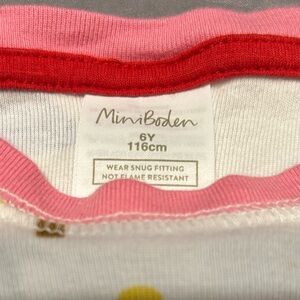 MiniBoden
6Y
116cm
WEAR SNUG FITTING
NOT FLAME RESISTANT